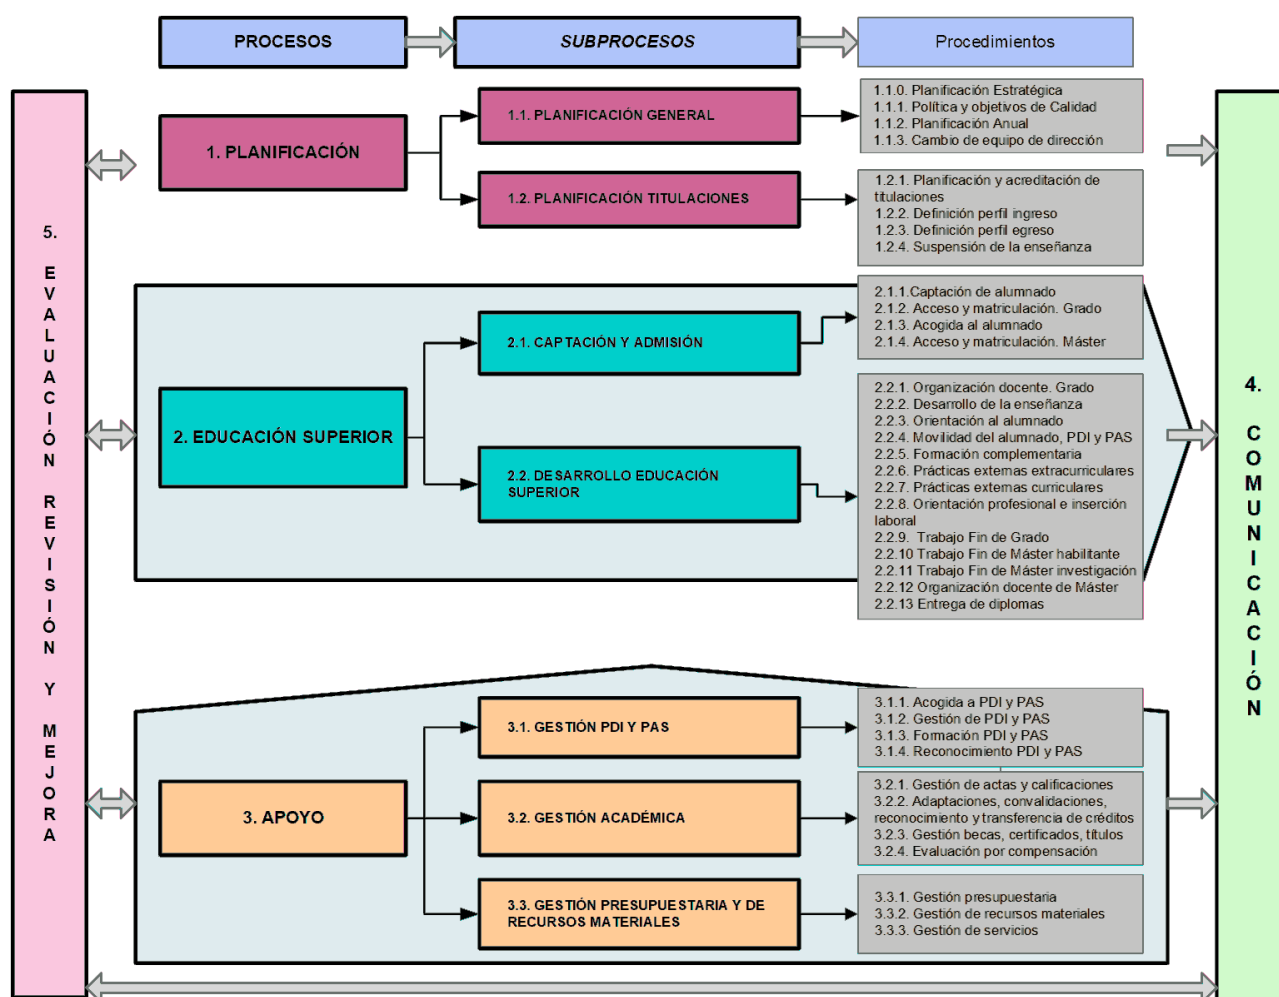 PROCESOS
SUBPROCESOS
Procedimientos
5. EVALUACIÓN REVISIÓN Y MEJORA
1. PLANIFICACIÓN
1.1. PLANIFICACIÓN GENERAL
1.1.0. Planificación Estratégica
1.1.1. Política y objetivos de Calidad
1.1.2. Planificación Anual
1.1.3. Cambio de equipo de dirección
1.2. PLANIFICACIÓN TITULACIONES
1.2.1. Planificación y acreditación de
titulaciones
1.2.2. Definición perfil ingreso
1.2.3. Definición perfil egreso
1.2.4. Suspensión de la enseñanza
2. EDUCACIÓN SUPERIOR
2.1. CAPTACIÓN Y ADMISIÓN
2.1.1.Captación de alumnado
2.1.2. Acceso y matriculación. Grado
2.1.3. Acogida al alumnado
2.1.4. Acceso y matriculación. Máster
2.2. DESARROLLO EDUCACIÓN
SUPERIOR
2.2.1. Organización docente. Grado
2.2.2. Desarrollo de la enseñanza
2.2.3. Orientación al alumnado
2.2.4. Movilidad del alumnado, PDI y PAS
2.2.5. Formación complementaria
2.2.6. Prácticas externas extracurriculares
2.2.7. Prácticas externas curriculares
2.2.8. Orientación profesional e inserción
laboral
2.2.9. Trabajo Fin de Grado
2.2.10 Trabajo Fin de Máster habilitante
2.2.11 Trabajo Fin de Máster investigación
2.2.12 Organización docente de Máster
2.2.13 Entrega de diplomas
3. APOYO
3.1. GESTIÓN PDI Y PAS
3.1.1. Acogida a PDI y PAS
3.1.2. Gestión de PDI y PAS
3.1.3. Formación PDI y PAS
3.1.4. Reconocimiento PDI y PAS
3.2. GESTIÓN ACADÉMICA
3.2.1. Gestión de actas y calificaciones
3.2.2. Adaptaciones, convalidaciones,
reconocimiento y transferencia de créditos
3.2.3. Gestión becas, certificados, títulos
3.2.4. Evaluación por compensación
3.3. GESTIÓN PRESUPUESTARIA Y DE
RECURSOS MATERIALES
3.3.1. Gestión presupuestaria
3.3.2. Gestión de recursos materiales
3.3.3. Gestión de servicios
4. COMUNICACIÓN